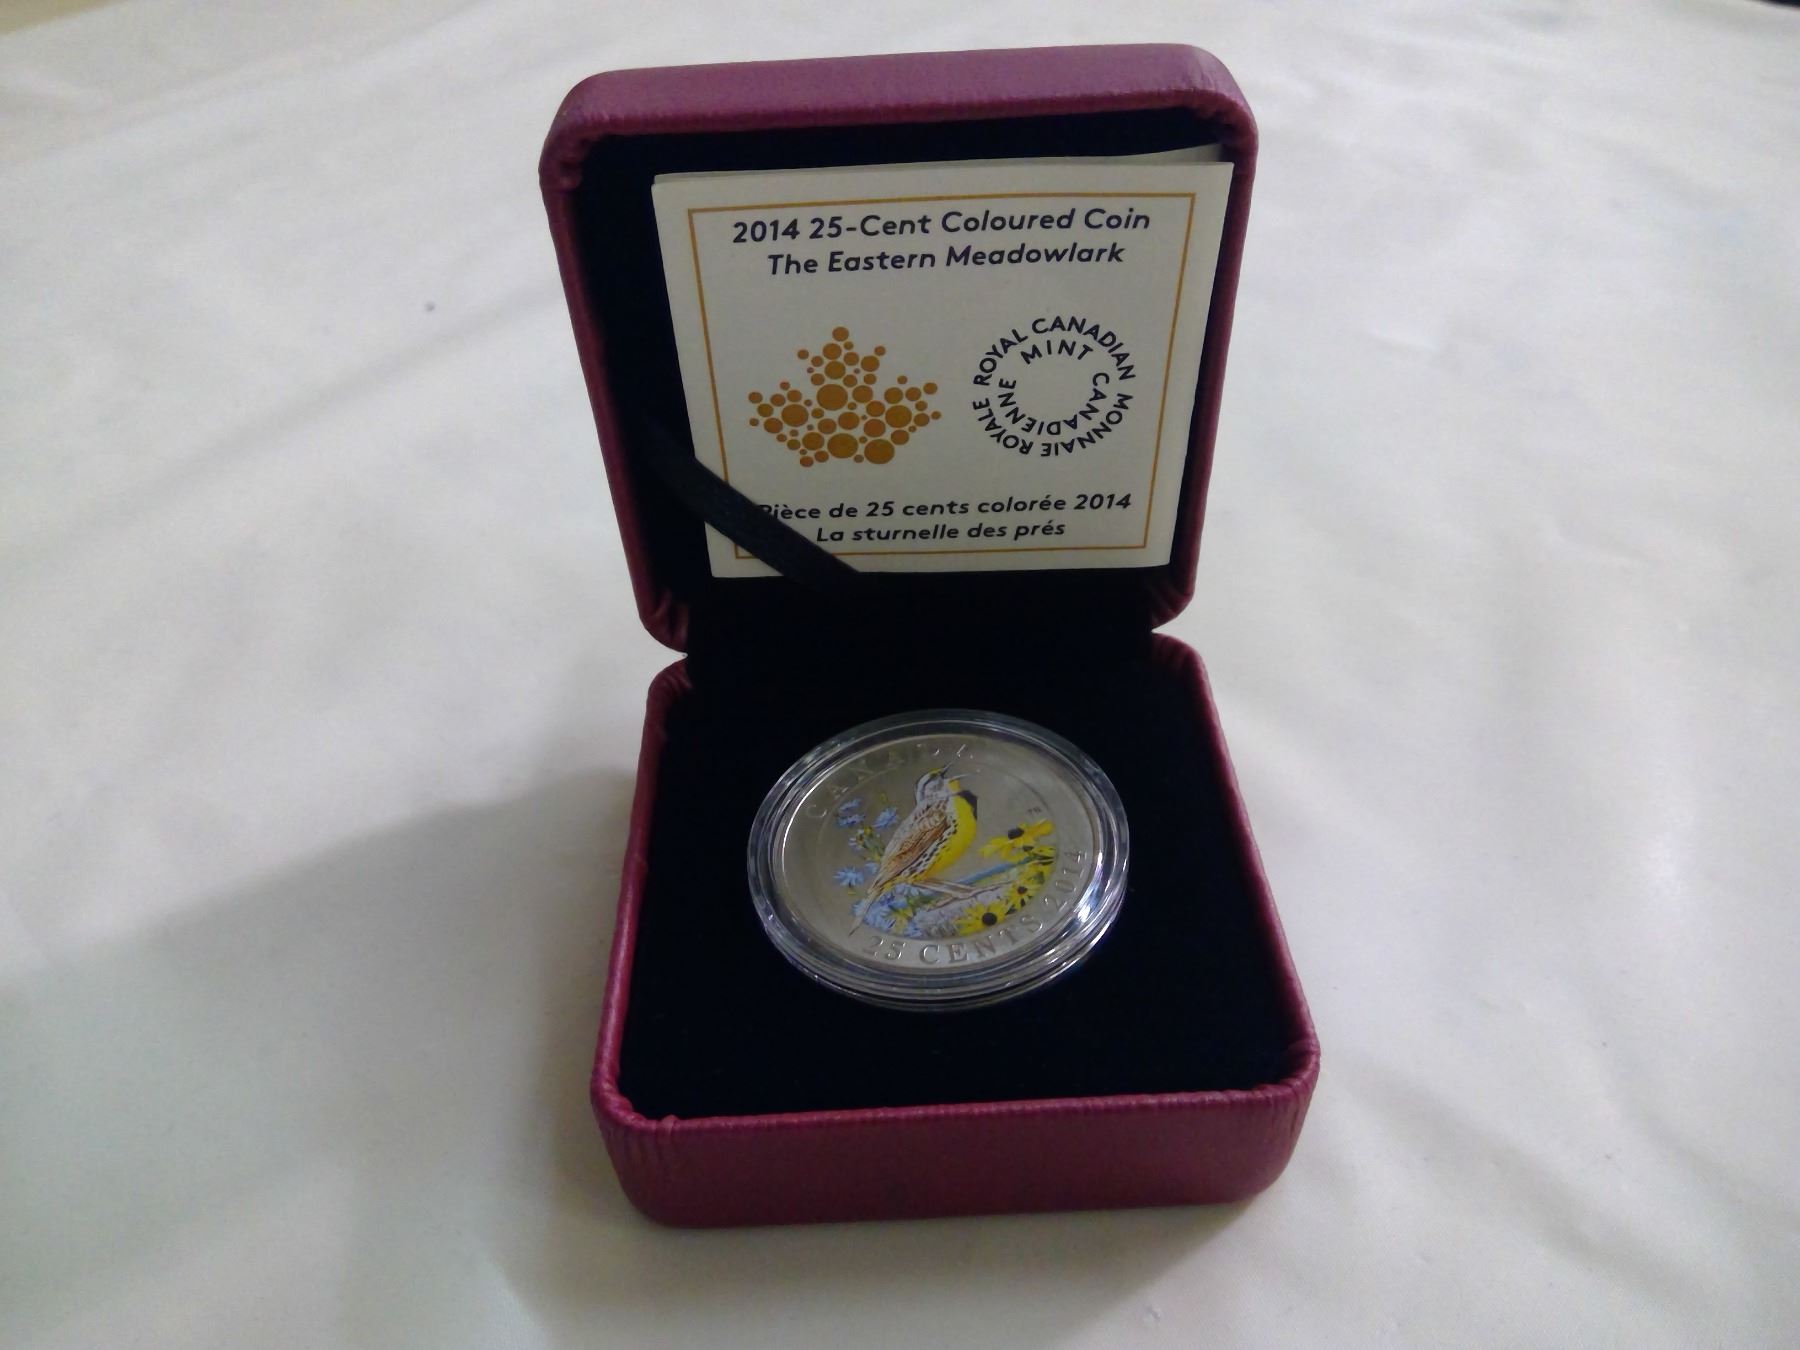 2014 25-Cent Coloured Coin
The Eastern Meadowlark
ROYAL CANADIAN MINT
MONNAIE ROYALE CANADIENNE
Pièce de 25 cents colorée 2014
La sturnelle des prés
CANADA
TM
25 CENTS 2014